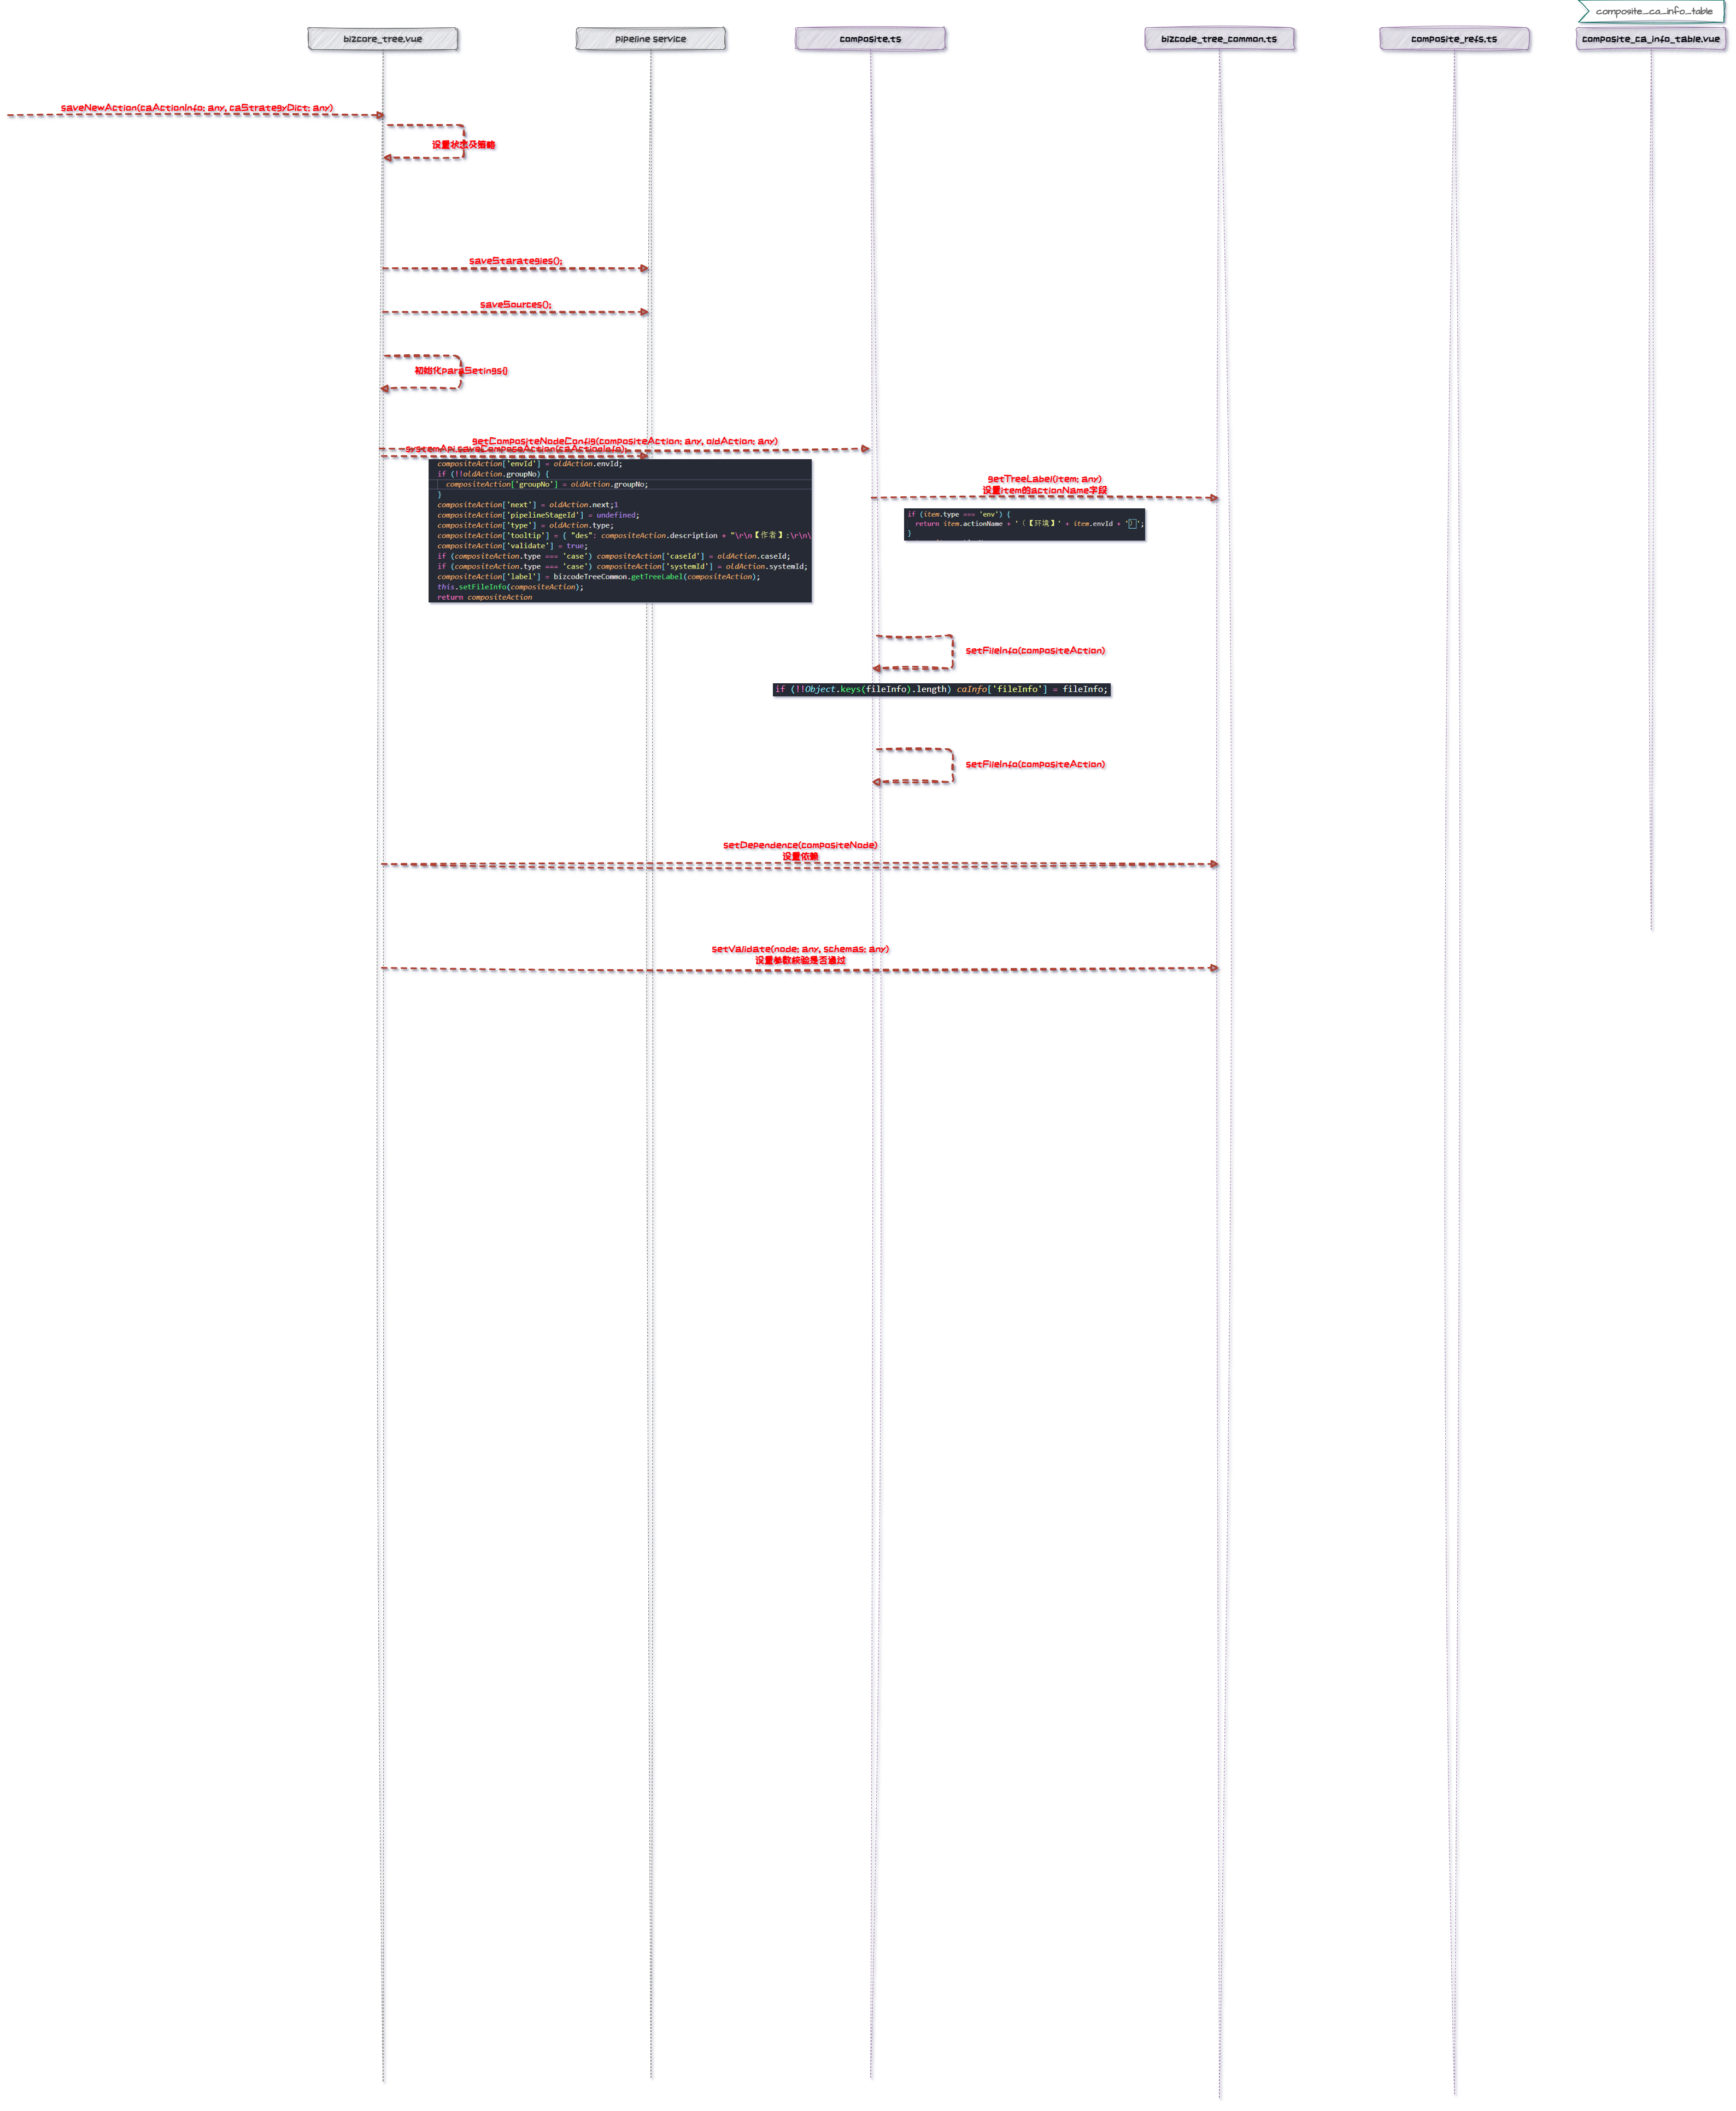 composite_ca_info_table
bizcore_tree.vue
pipeline service
composite.ts
bizcode_tree_common.ts
composite_refs.ts
composite_ca_info_table.vue
saveNewAction(caActionInfo: any, caStrategyDict: any)
设置状态及策略
saveStarategies();
saveSources();
初始化paraSetings()
getCompositeNodeConfig(compositeAction: any, oldAction: any)
systemApi.saveComposeAction(caActionInfo);
compositeAction['envId'] = oldAction.envId;
if (!!oldAction.groupNo) {
compositeAction['groupNo'] = oldAction.groupNo;
}
compositeAction['next'] = oldAction.next;1
compositeAction['pipelineStageId'] = undefined;
compositeAction['type'] = oldAction.type;
compositeAction['tooltip'] = { "des": compositeAction.description + "\r\n【作者】:\r\n\
compositeAction['validate'] = true;
if (compositeAction.type === 'case') compositeAction['caseId'] = oldAction.caseId;
if (compositeAction.type === 'case') compositeAction['systemId'] = oldAction.systemId;
compositeAction['label'] = bizcodeTreeCommon.getTreeLabel(compositeAction);
this.setFileInfo(compositeAction);
return compositeAction
getTreeLabel(item: any)
设置item的actionName字段
if (item.type === 'env') {
return item.actionName + '（【环境】' + item.envId + '）';
}
setFileInfo(compositeAction)
if (!!Object.keys(fileInfo).length) caInfo['fileInfo'] = fileInfo;
setFileInfo(compositeAction)
setDependence(compositeNode)
设置依赖
setValidate(node: any, schemas: any)
设置参数校验是否通过